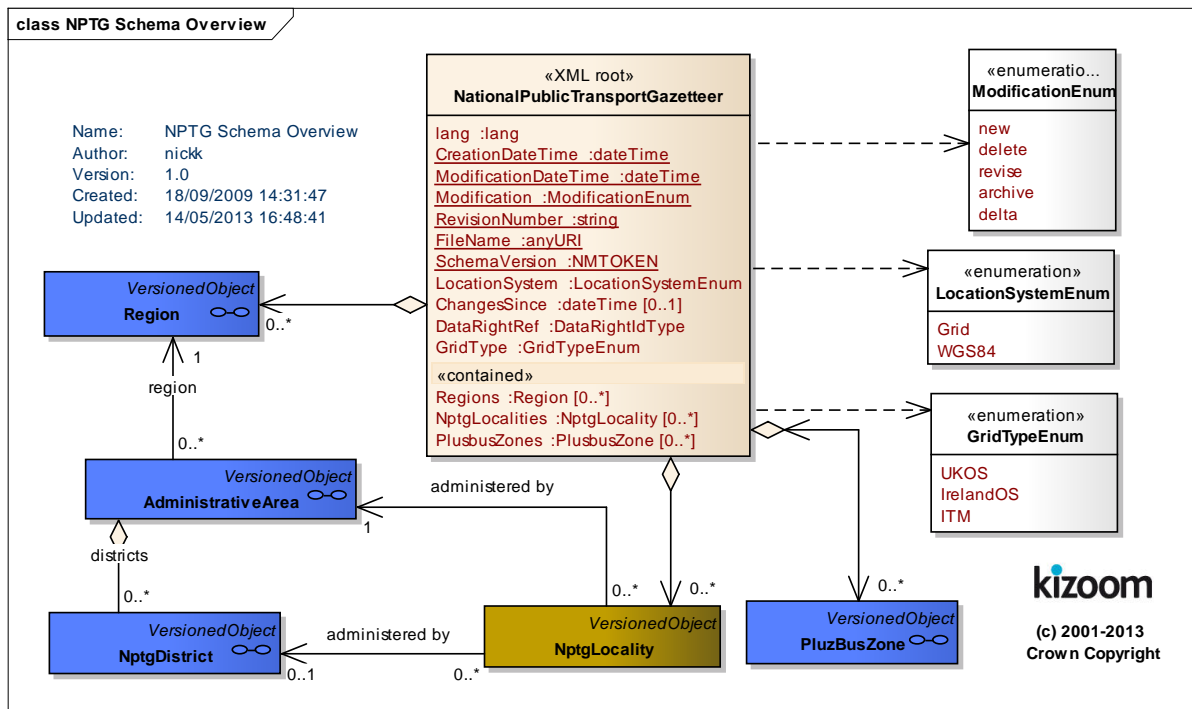 class NPTG Schema Overview
Name: NPTG Schema Overview
Author: nickk
Version: 1.0
Created: 18/09/2009 14:31:47
Updated: 14/05/2013 16:48:41
«XML root»
NationalPublicTransportGazetteer
lang :lang
CreationDateTime :dateTime
ModificationDateTime :dateTime
Modification :ModificationEnum
RevisionNumber :string
FileName :anyURI
SchemaVersion :NMTOKEN
LocationSystem :LocationSystemEnum
ChangesSince :dateTime [0..1]
DataRightRef :DataRightIdType
GridType :GridTypeEnum
«contained»
Regions :Region [0..*]
NptgLocalities :NptgLocality [0..*]
PlusbusZones :PlusbusZone [0..*]
«enumeratio...
ModificationEnum
new
delete
revise
archive
delta
«enumeration»
LocationSystemEnum
Grid
WGS84
«enumeration»
GridTypeEnum
UKOS
IrelandOS
ITM
VersionedObject
Region
0..*
1
region
0..*
VersionedObject
AdministrativeArea
administered by
1
districts
0..*
0..*
0..*
0..*
VersionedObject
NptgDistrict
administered by
0..1
0..*
VersionedObject
NptgLocality
VersionedObject
PluzBusZone
kizoom
(c) 2001-2013
Crown Copyright